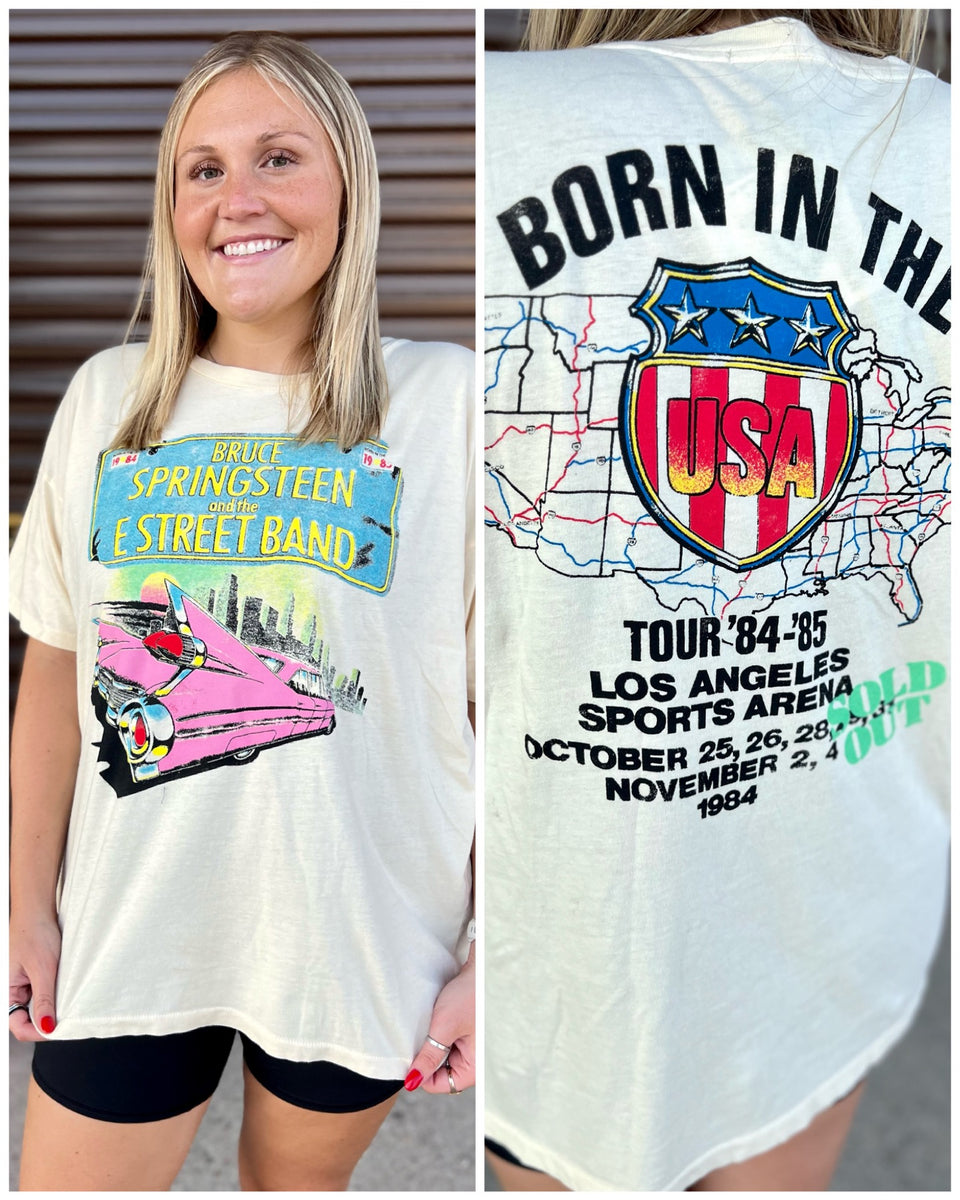 1984
1985
BRUCE
SPRINGSTEEN
and the
E STREET BAND
BORN IN THE
USA
TOUR '84-'85
LOS ANGELES
SPORTS ARENA
OCTOBER 25, 26, 28,
NOVEMBER 2, 4
1984
SOLD
OUT